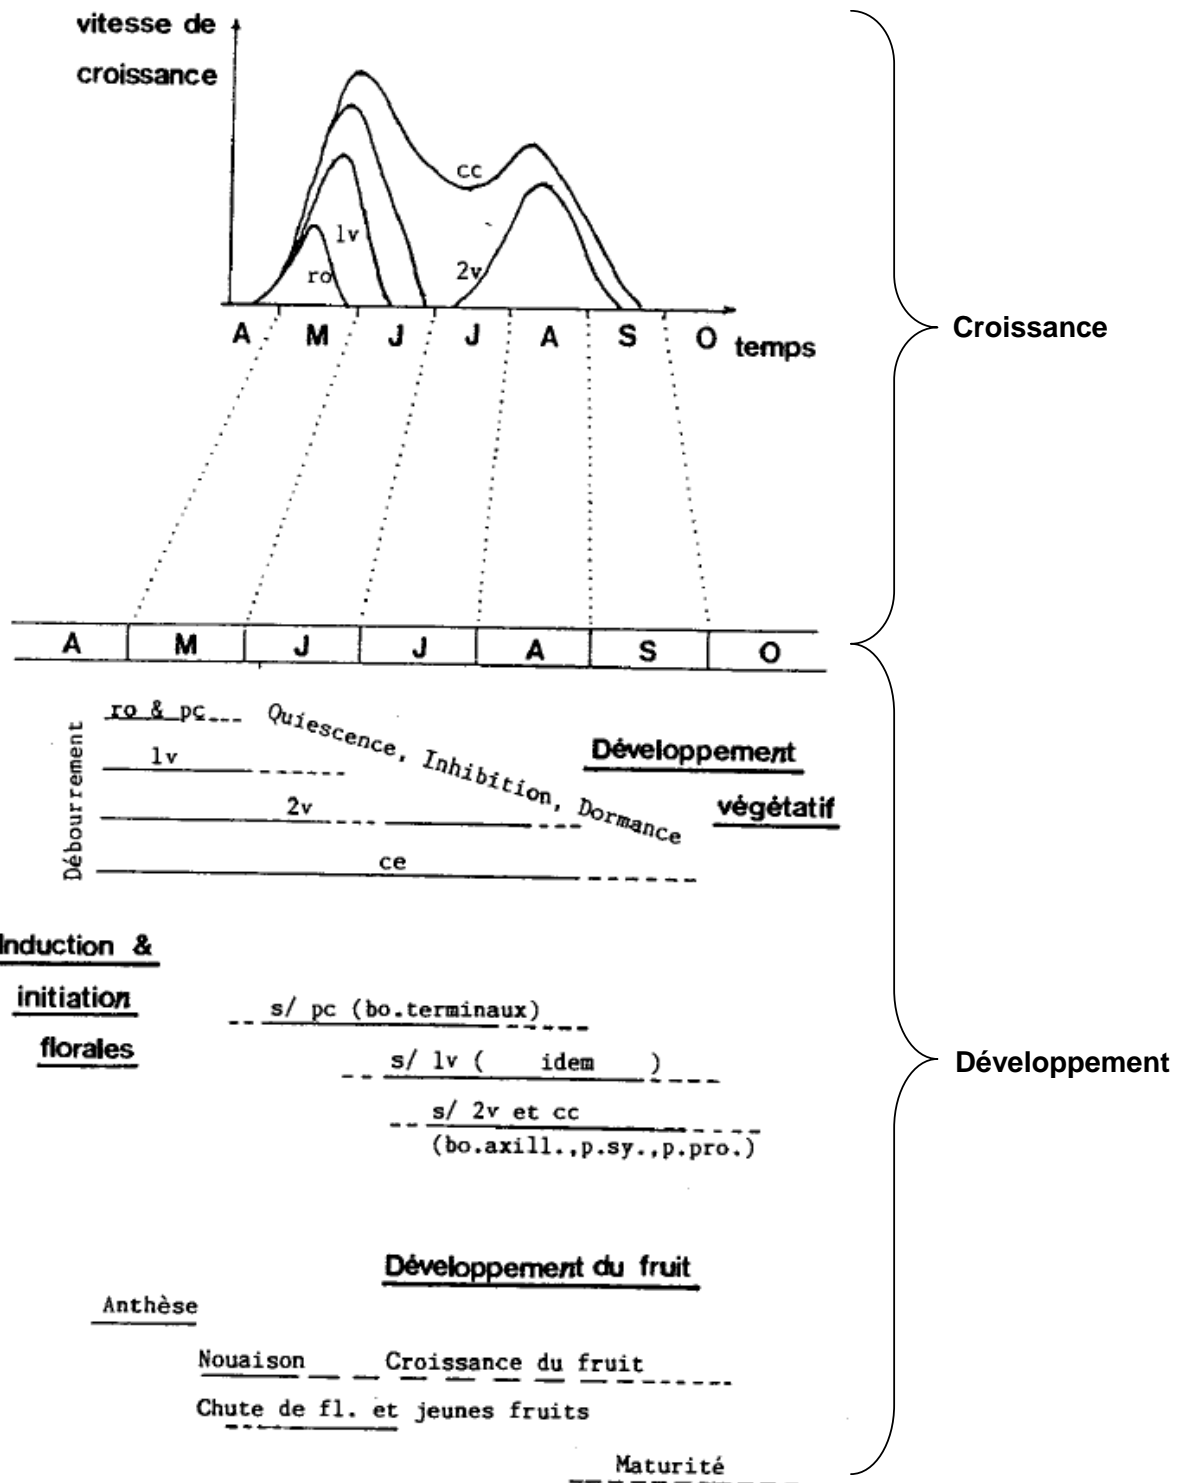 vitesse de
croissance
cc
1v
ro
2v
A M J J A S O temps
Croissance
A M J J A S O
Débourrement
ro & pc
Quiescence, Inhibition, Dormance
1v
2v
ce
Développement
végétatif
Induction &
initiation
florales
s/ pc (bo.terminaux)
s/ 1v ( idem )
s/ 2v et cc
(bo.axill.,p.sy.,p.pro.)
Développement
Développement du fruit
Anthèse
Nouaison Croissance du fruit
Chute de fl. et jeunes fruits
Maturité